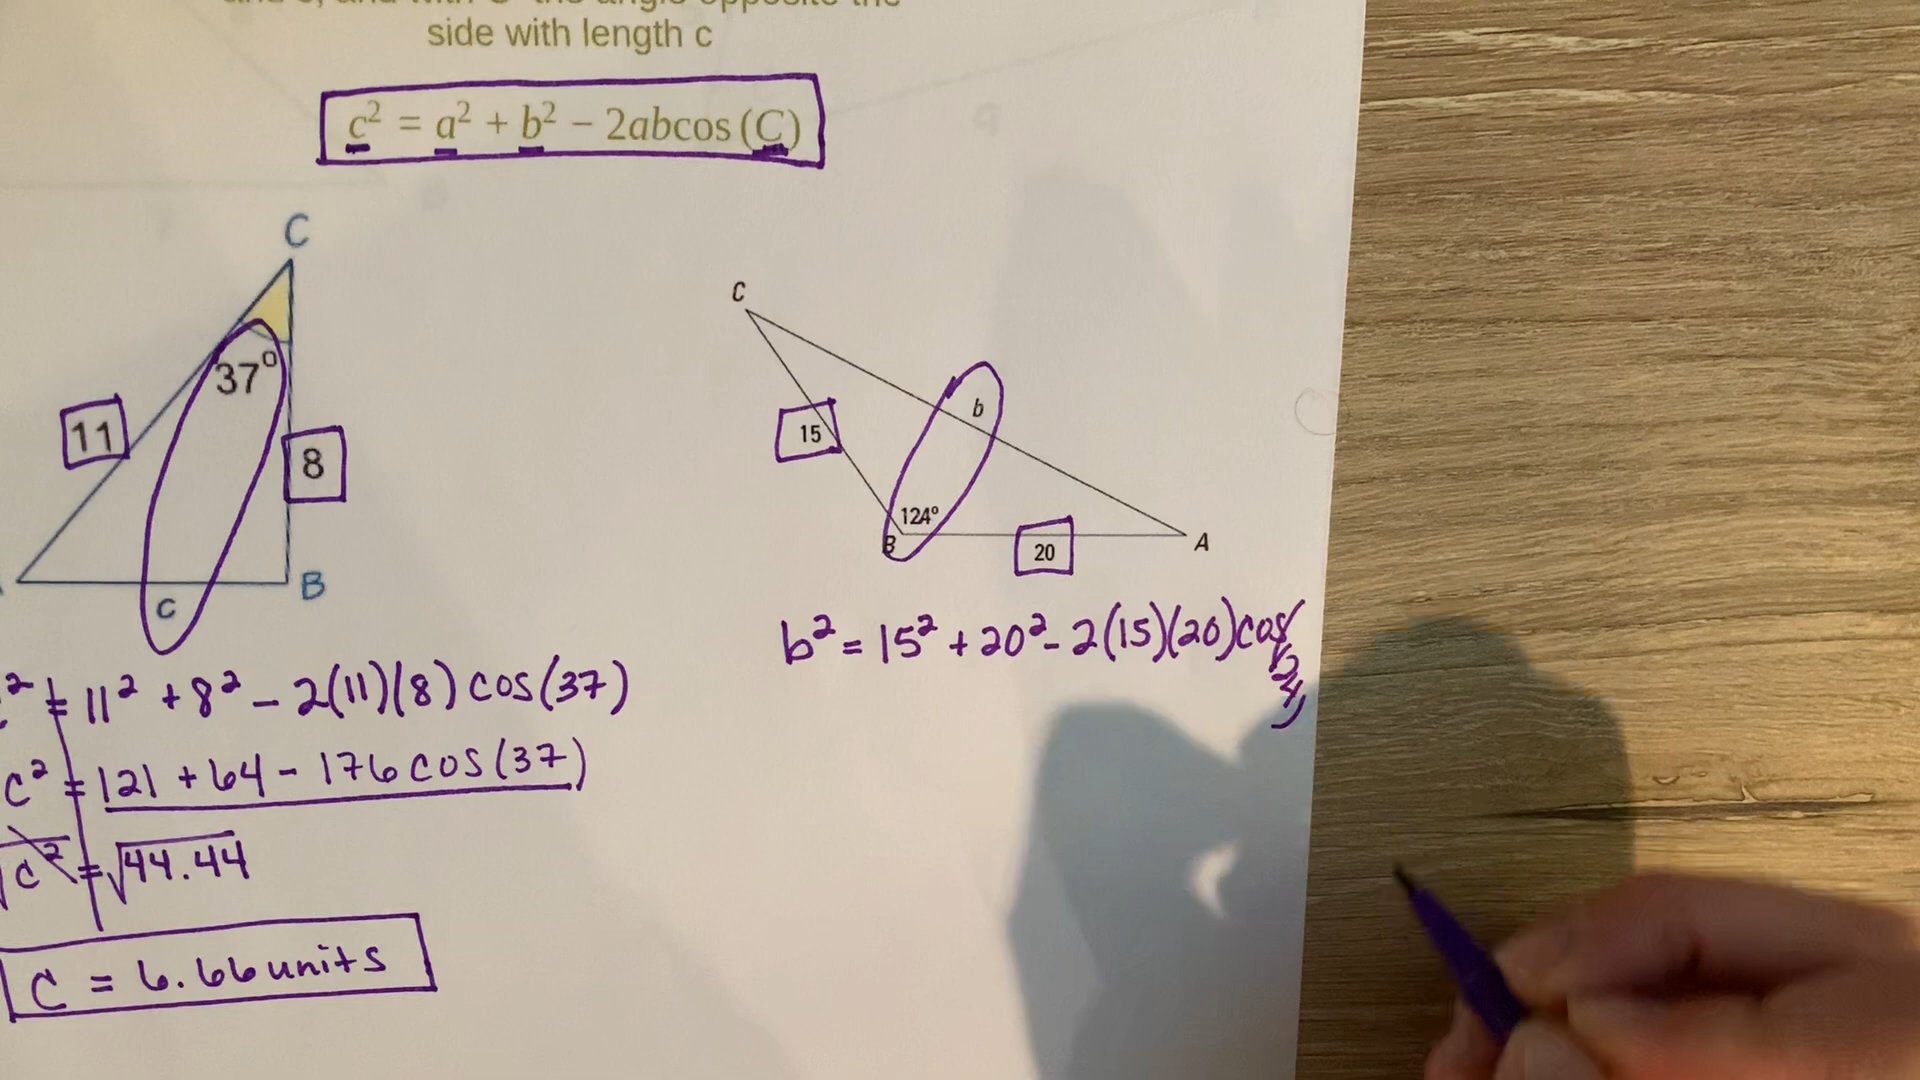 side with length c
c² = a² + b² − 2abcos (C)
C
37°
11
8
B
c
² = 11² + 8² - 2(11)(8) cos(37)
c² = 121 + 64 - 176 cos(37)
√c² = √44.44
C = 6.66 units
C
b
15
124°
B
20
A
b² = 15² + 20² - 2(15)(20)cos(124)